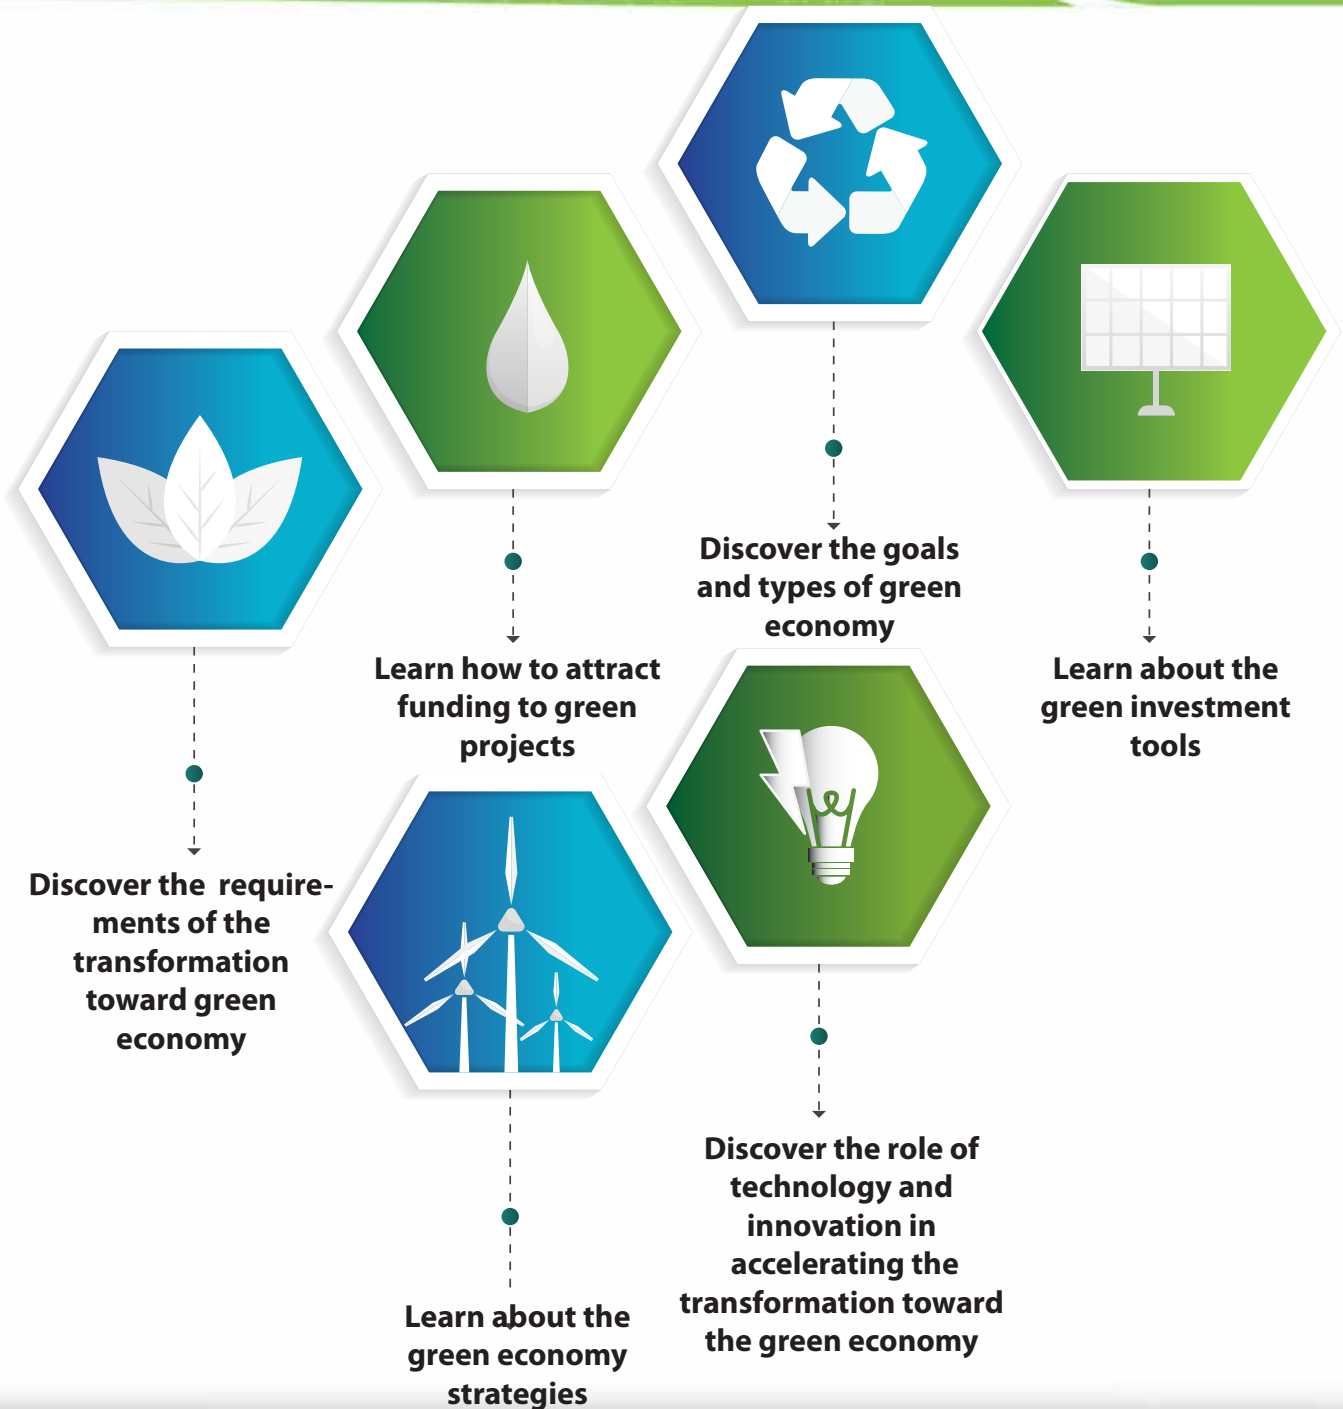 Discover the goals
and types of green
economy
Learn how to attract
funding to green
projects
Learn about the
green investment
tools
Discover the  require-
ments of the
transformation
toward green
economy
Discover the role of
technology and
innovation in
accelerating the
transformation toward
the green economy
Learn about the
green economy
strategies